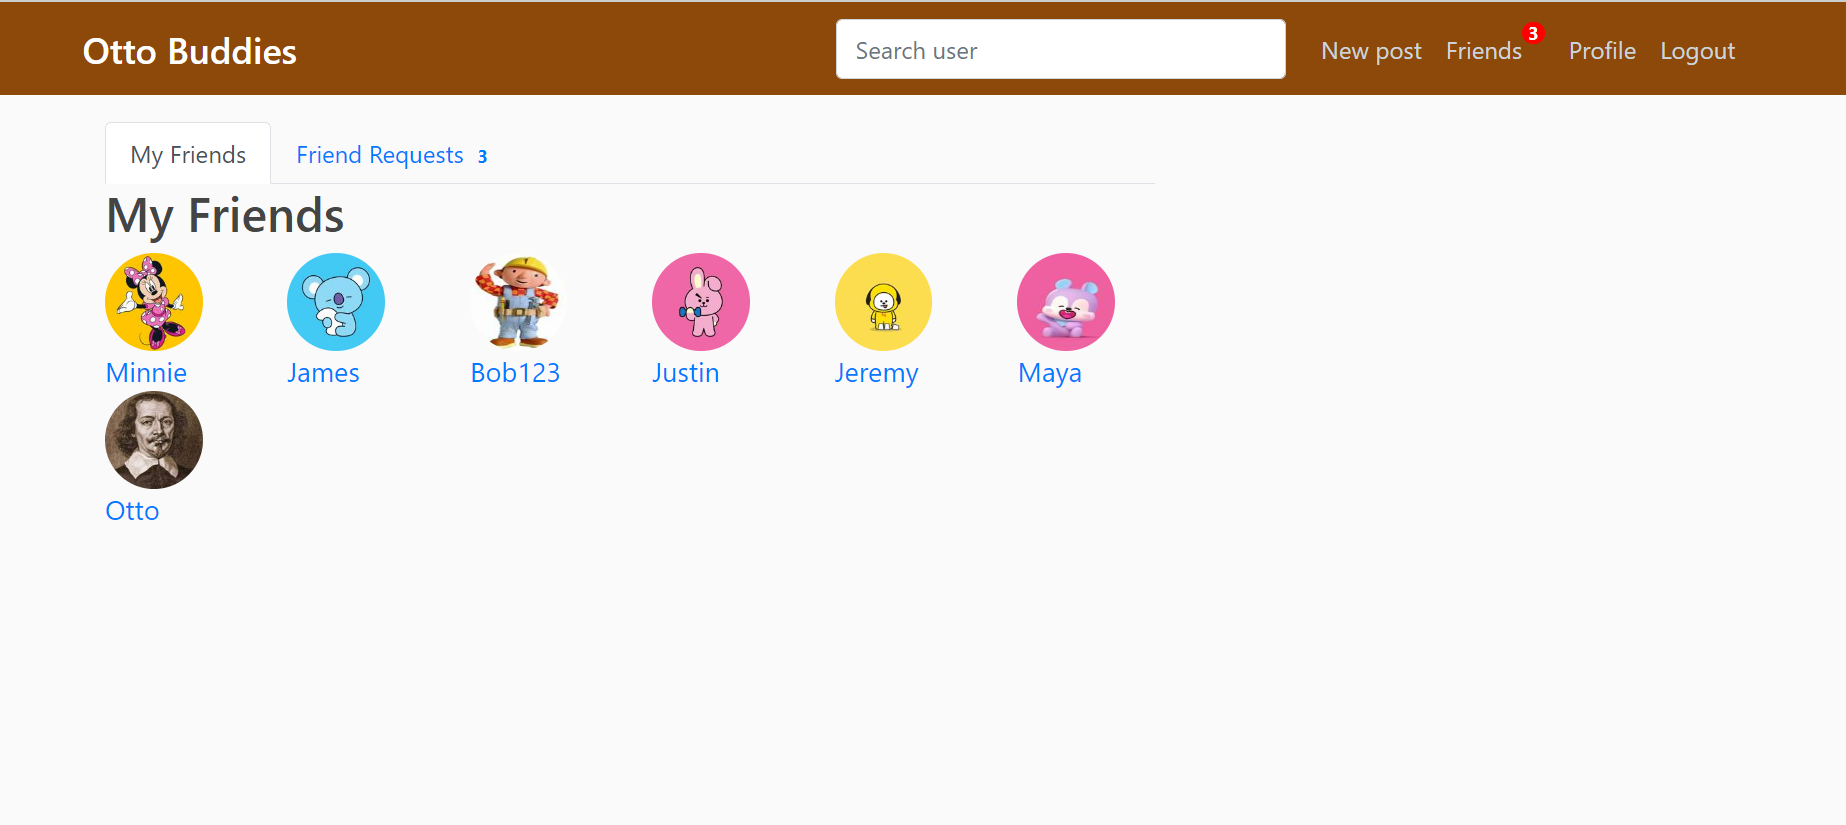 Otto Buddies
Search user
New post Friends 3 Profile Logout
My Friends Friend Requests 3
My Friends
Minnie James Bob123 Justin Jeremy Maya
Otto